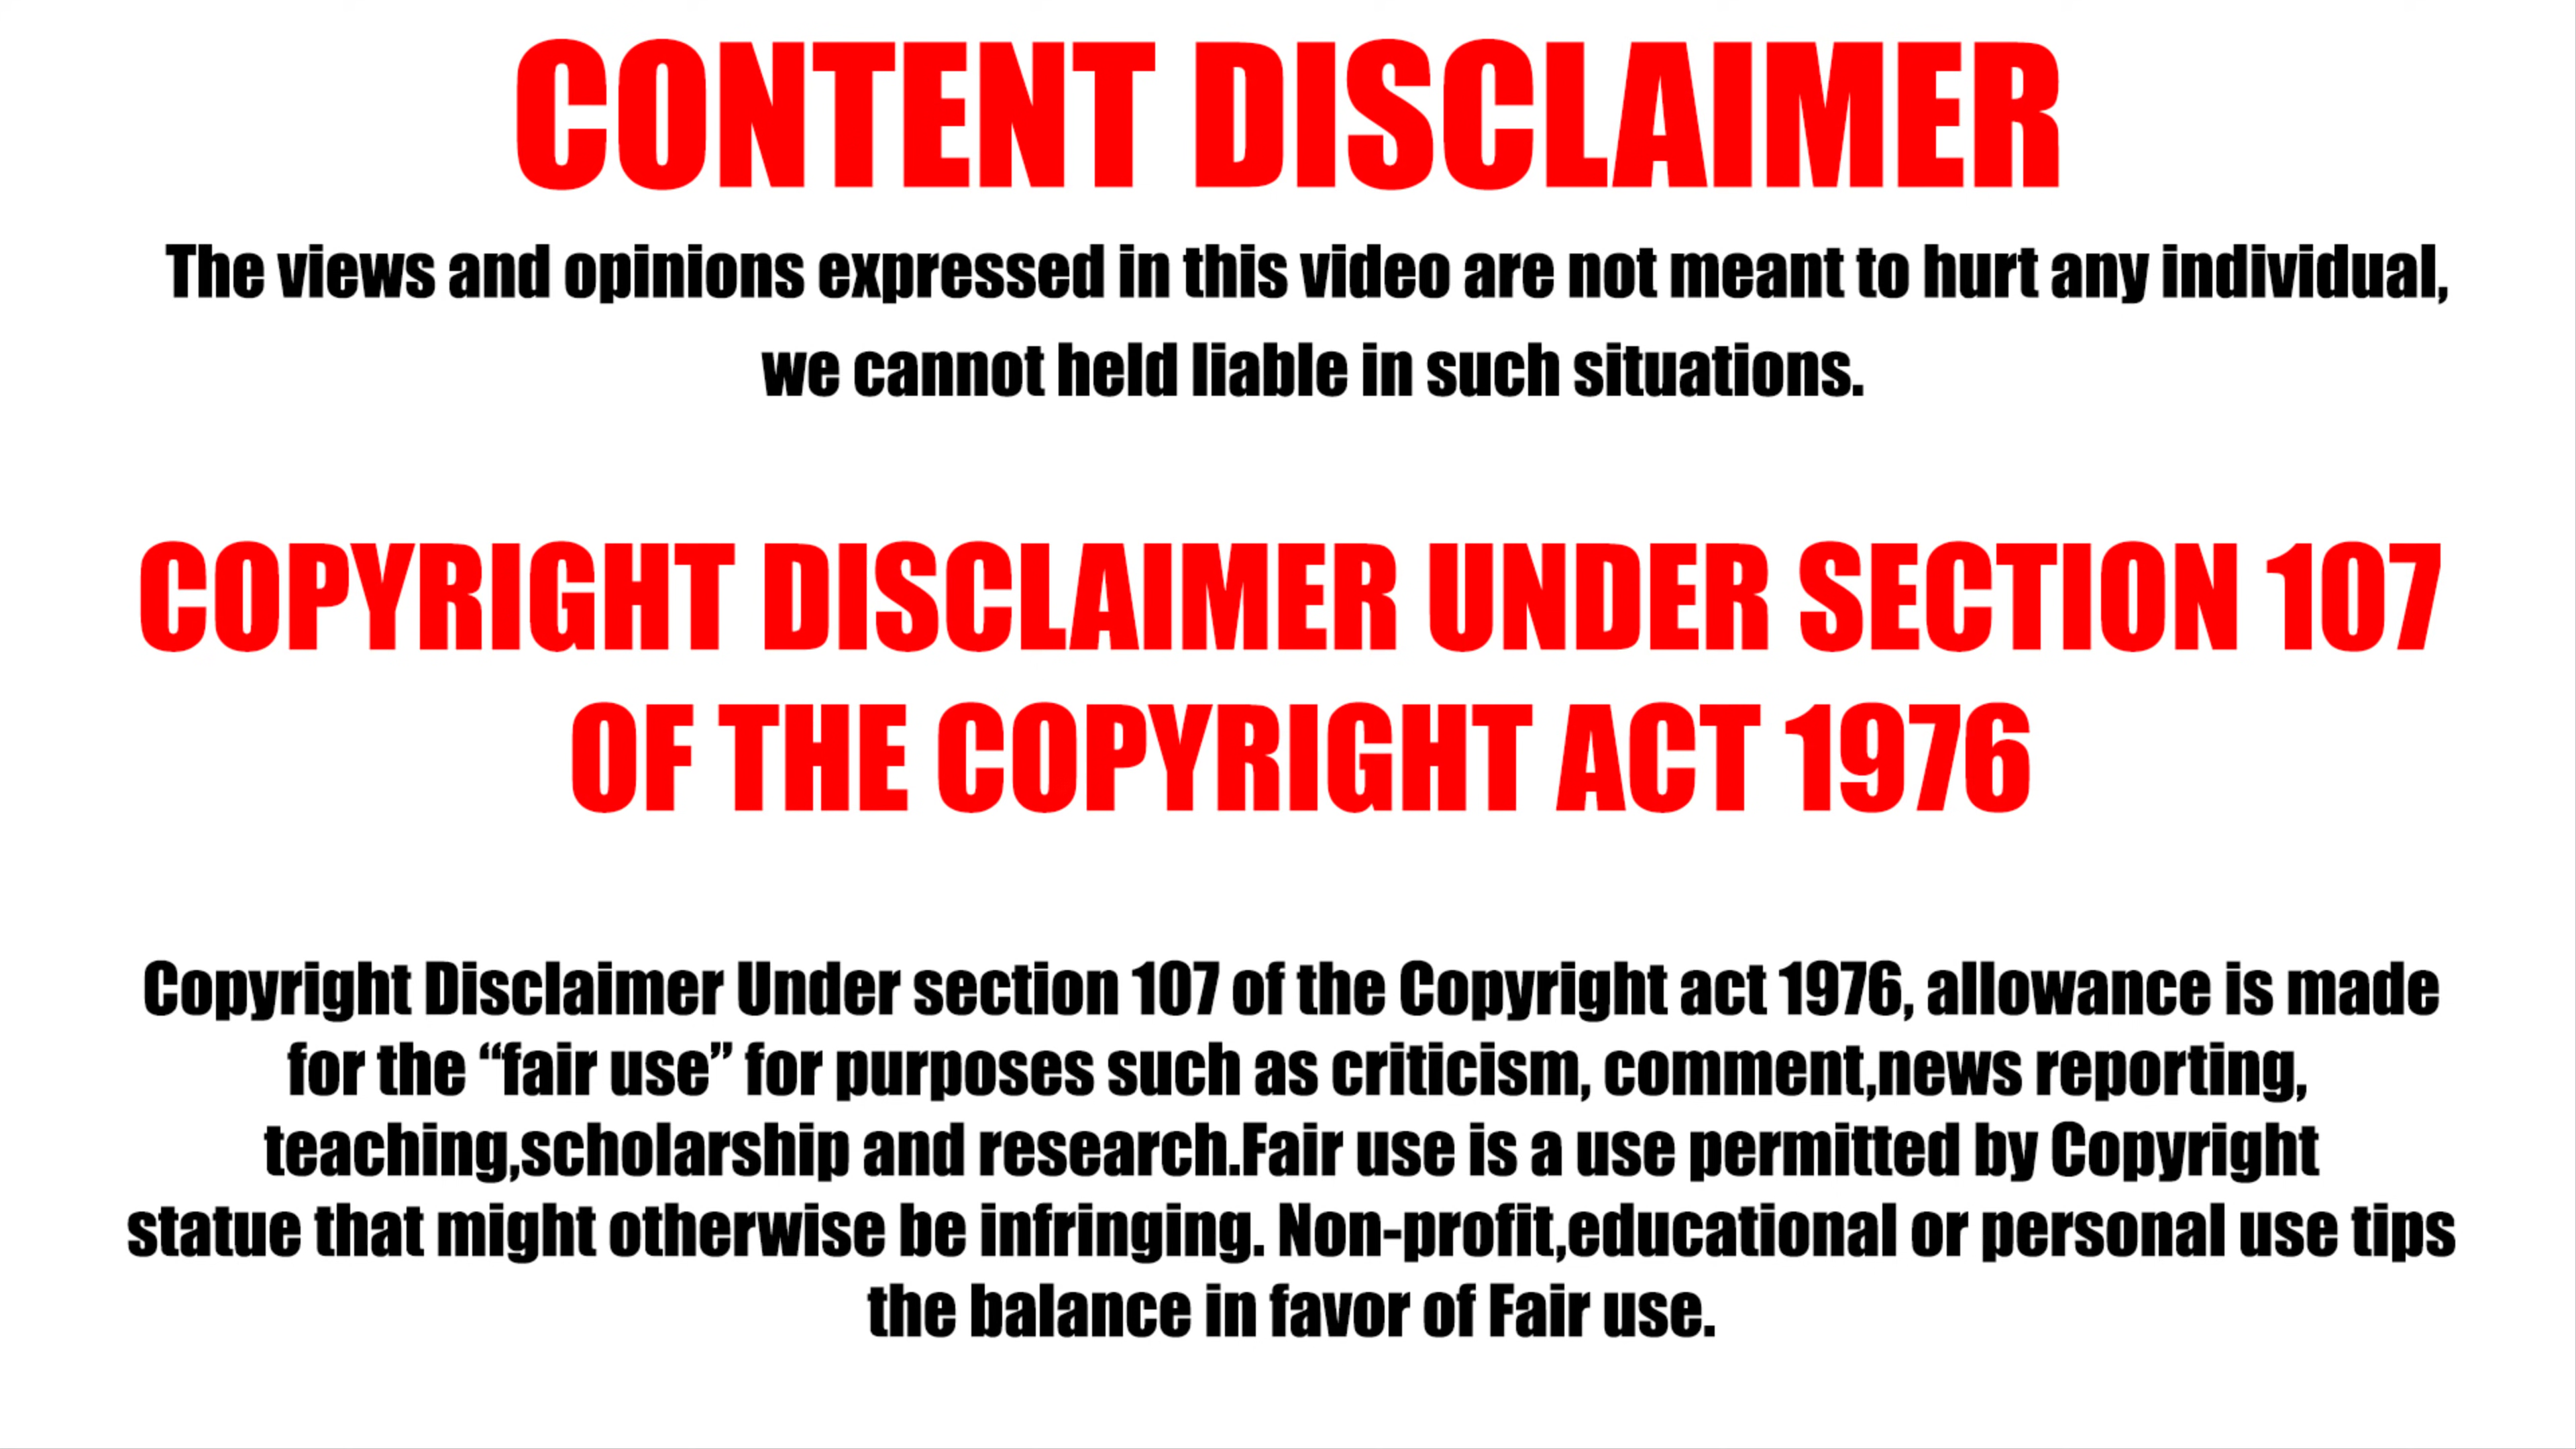 CONTENT DISCLAIMER
The views and opinions expressed in this video are not meant to hurt any individual,
we cannot held liable in such situations.
COPYRIGHT DISCLAIMER UNDER SECTION 107
OF THE COPYRIGHT ACT 1976
Copyright Disclaimer Under section 107 of the Copyright act 1976, allowance is made
for the “fair use” for purposes such as criticism, comment,news reporting,
teaching,scholarship and research.Fair use is a use permitted by Copyright
statue that might otherwise be infringing. Non-profit,educational or personal use tips
the balance in favor of Fair use.